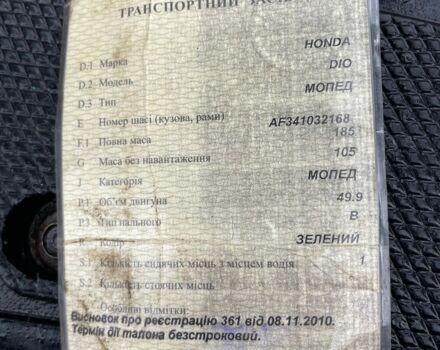 ТРАНСПОРТНИЙ
D.1 Марка HONDA
D.2 Модель DIO
D.3 Тип МОПЕД
E Номер шасі (кузова, рами) AF341032168
F.1 Повна маса 185
G Маса без навантаження 105
J Категорія МОПЕД
P.1 Об'єм двигуна 49.9
P.3 Тип пального B
R Колір ЗЕЛЕНИЙ
S.1 Кількість сидячих місць з місцем водія 1
S.2 Кількість стоячих місць
Особливі відмітки:
Висновок про реєстрацію 361 від 08.11.2010.
Термін дії талона безстроковий.